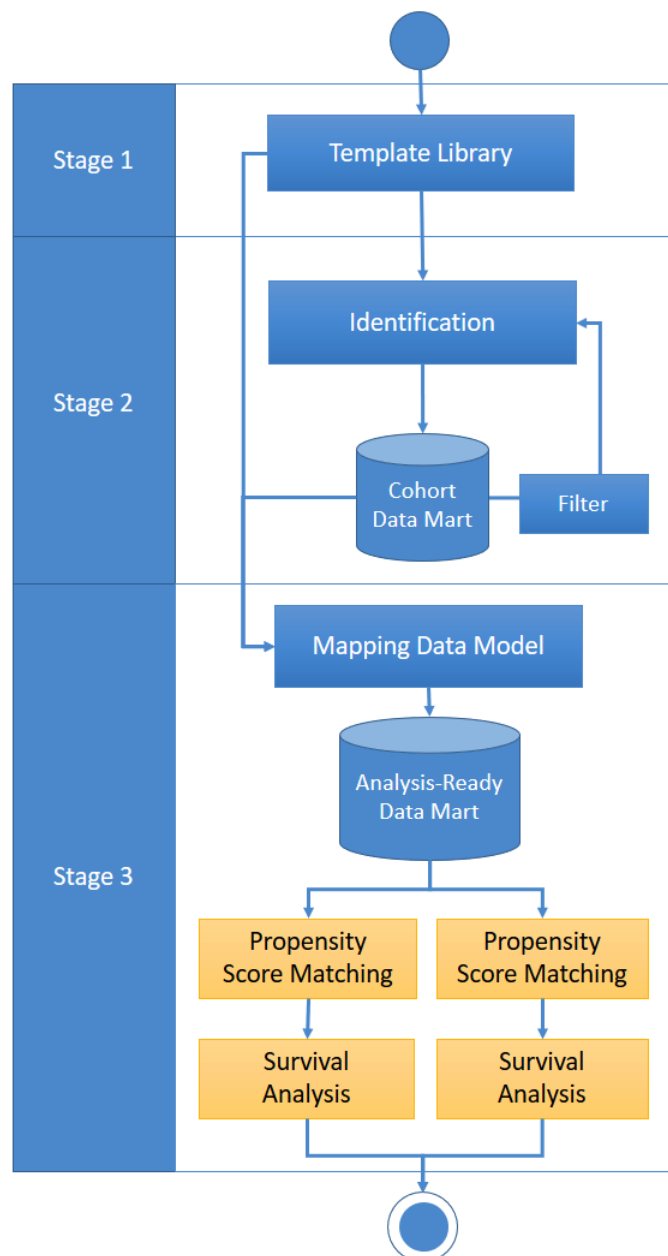 Stage 1
Template Library
Stage 2
Identification
Cohort
Data Mart
Filter
Stage 3
Mapping Data Model
Analysis-Ready
Data Mart
Propensity
Score Matching
Propensity
Score Matching
Survival
Analysis
Survival
Analysis